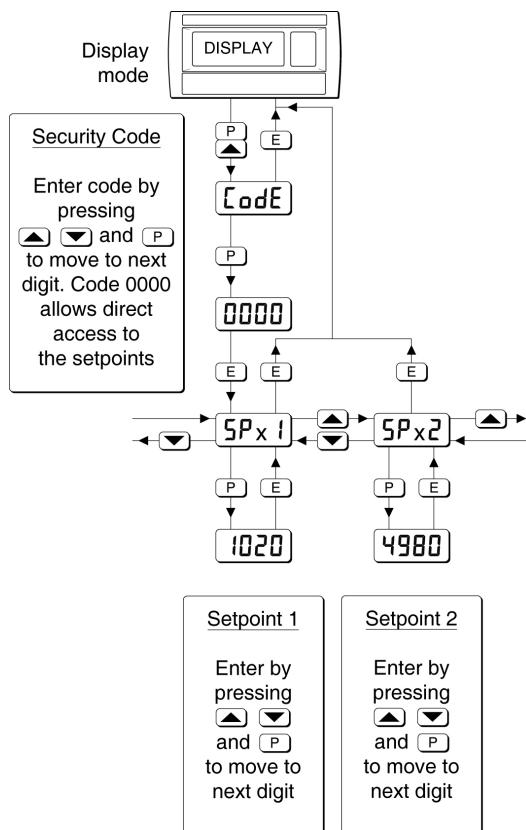 Display
mode
DISPLAY
P
E
Security Code
Enter code by
pressing
and P
to move to next
digit. Code 0000
allows direct
access to
the setpoints
CodE
P
0000
E E E
SPx1 SPx2
P E P E
1020 4980
Setpoint 1
Enter by
pressing
and P
to move to
next digit
Setpoint 2
Enter by
pressing
and P
to move to
next digit